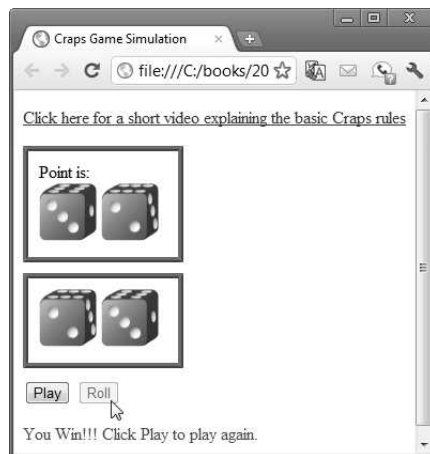 Craps Game Simulation
file:///C:/books/20
Click here for a short video explaining the basic Craps rules
Point is:
Play Roll
You Win!!! Click Play to play again.